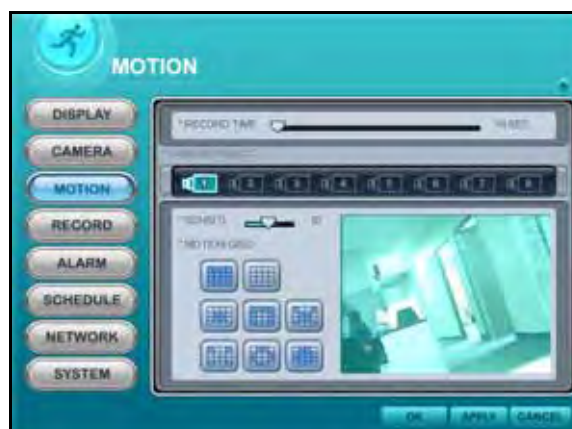 MOTION
DISPLAY
CAMERA
MOTION
RECORD
ALARM
SCHEDULE
NETWORK
SYSTEM
* RECORD TIME
1 2 3 4 5 6 7 8
* MOTION GRID
OK APPLY CANCEL